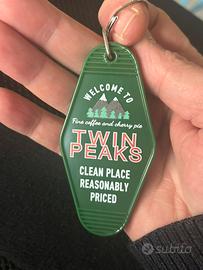 WELCOME TO
Fine coffee and cherry pie
TWIN
PEAKS
CLEAN PLACE
REASONABLY
PRICED
subito